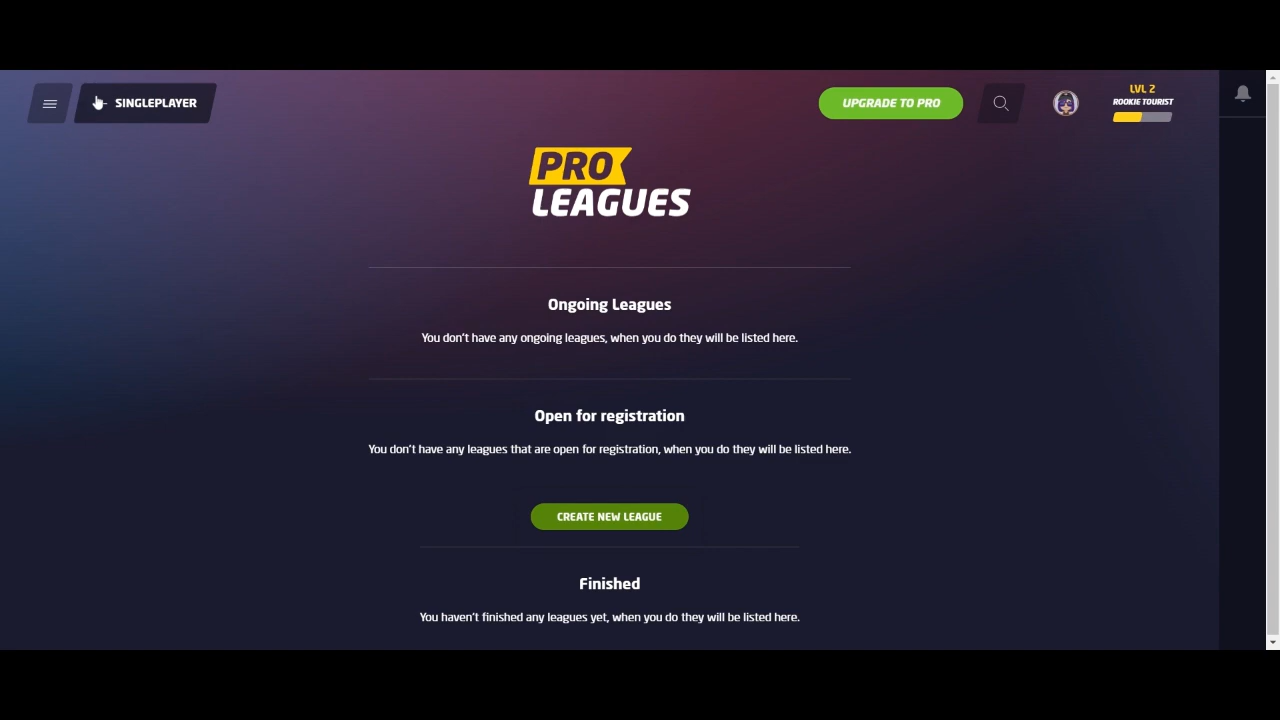 SINGLEPLAYER
UPGRADE TO PRO
LVL 2
ROOKIE TOURIST
PRO
LEAGUES
Ongoing Leagues
You don't have any ongoing leagues, when you do they will be listed here.
Open for registration
You don't have any leagues that are open for registration, when you do they will be listed here.
CREATE NEW LEAGUE
Finished
You haven't finished any leagues yet, when you do they will be listed here.